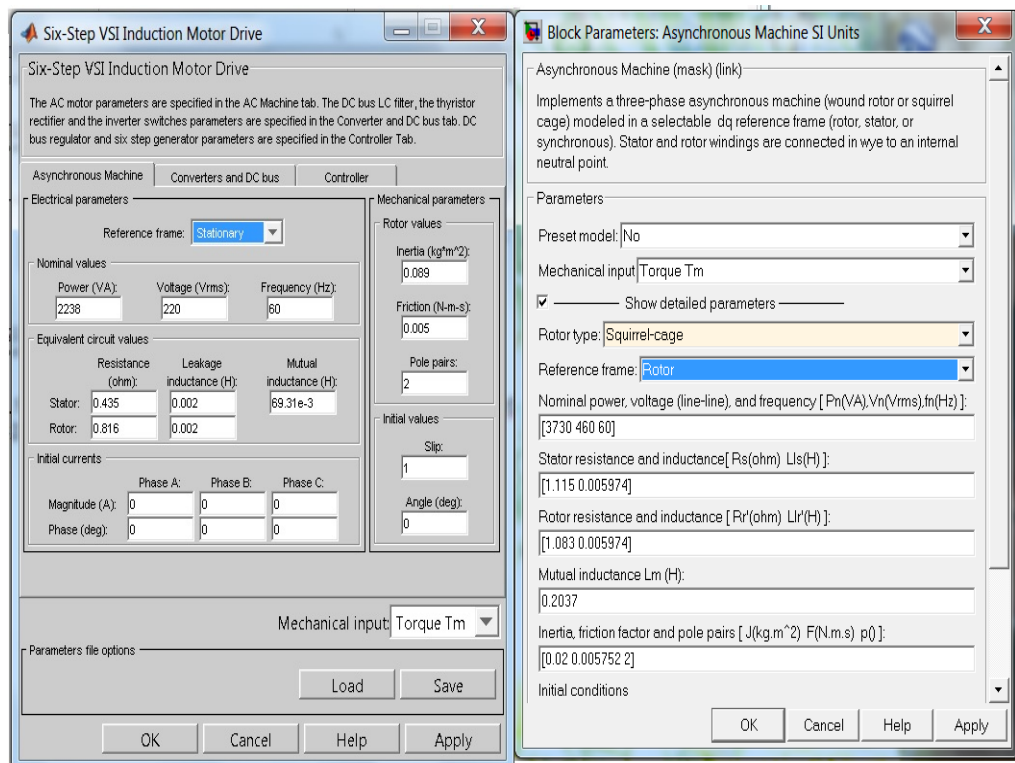 Six-Step VSI Induction Motor Drive
X
Six-Step VSI Induction Motor Drive
The AC motor parameters are specified in the AC Machine tab. The DC bus LC filter, the thyristor
rectifier and the inverter switches parameters are specified in the Converter and DC bus tab. DC
bus regulator and six step generator parameters are specified in the Controller Tab.
Asynchronous Machine Converters and DC bus Controller
Electrical parameters
Reference frame: Stationary
Nominal values
Power (VA): Voltage (Vrms): Frequency (Hz):
2238 220 60
Equivalent circuit values
Resistance Leakage Mutual
(ohm): inductance (H): inductance (H):
Stator: 0.435 0.002 69.31e-3
Rotor: 0.816 0.002
Initial currents
Phase A: Phase B: Phase C:
Magnitude (A): 0 0 0
Phase (deg): 0 0 0
Mechanical parameters
Rotor values
Inertia (kg*m^2):
0.089
Friction (N-m-s):
0.005
Pole pairs:
2
Initial values
Slip:
1
Angle (deg):
0
Mechanical input: Torque Tm
Parameters file options
Load Save
OK Cancel Help Apply
Block Parameters: Asynchronous Machine SI Units
X
Asynchronous Machine (mask) (link)
Implements a three-phase asynchronous machine (wound rotor or squirrel
cage) modeled in a selectable dq reference frame (rotor, stator, or
synchronous). Stator and rotor windings are connected in wye to an internal
neutral point.
Parameters
Preset model: No
Mechanical input Torque Tm
Show detailed parameters
Rotor type: Squirrel-cage
Reference frame: Rotor
Nominal power, voltage (line-line), and frequency [ Pn(VA),Vn(Vrms),fn(Hz) ]:
[3730 460 60]
Stator resistance and inductance[ Rs(ohm) Lls(H) ]:
[1.115 0.005974]
Rotor resistance and inductance [ Rr'(ohm) Llr'(H) ]:
[1.083 0.005974]
Mutual inductance Lm (H):
0.2037
Inertia, friction factor and pole pairs [ J(kg.m^2) F(N.m.s) p() ]:
[0.02 0.005752 2]
Initial conditions
OK Cancel Help Apply